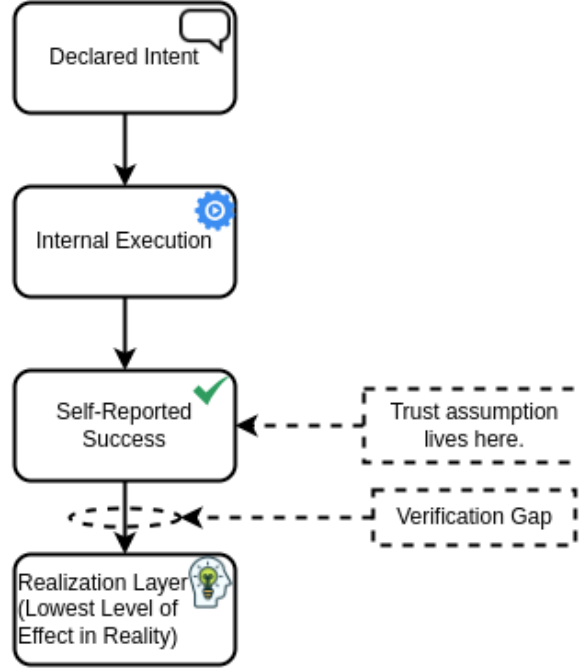 Declared Intent
Internal Execution
Self-Reported
Success
Trust assumption
lives here.
Verification Gap
Realization Layer
(Lowest Level of
Effect in Reality)